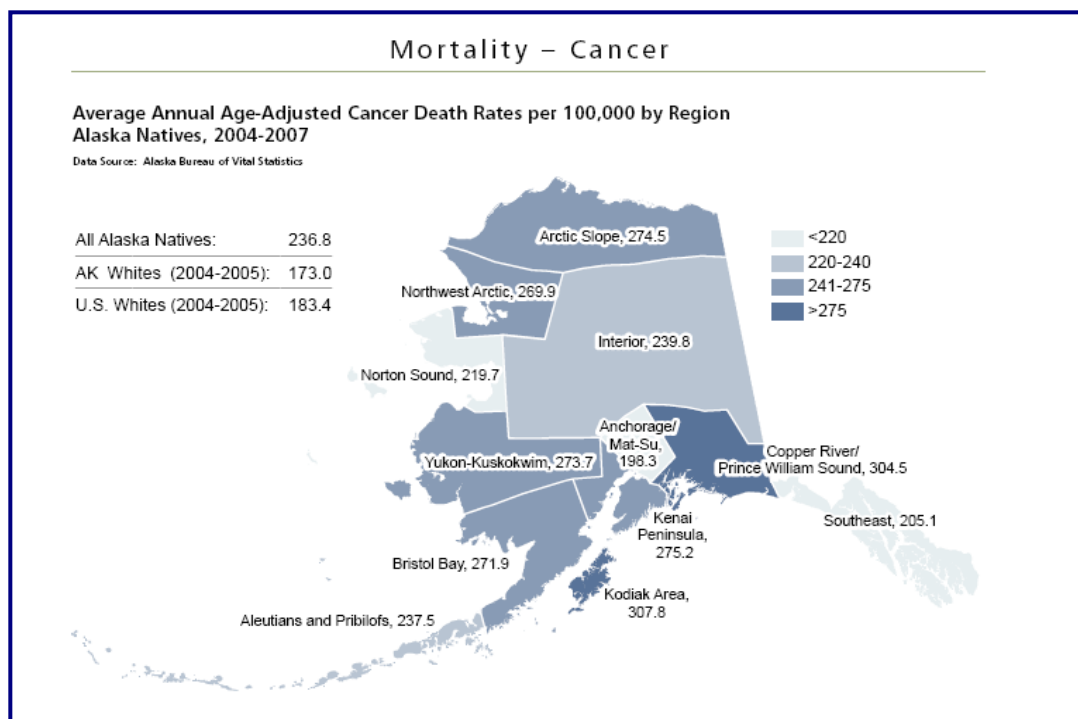 Mortality – Cancer
Average Annual Age-Adjusted Cancer Death Rates per 100,000 by Region
Alaska Natives, 2004-2007
Data Source: Alaska Bureau of Vital Statistics
All Alaska Natives: 236.8
AK Whites (2004-2005): 173.0
U.S. Whites (2004-2005): 183.4
<220
220-240
241-275
>275
Arctic Slope, 274.5
Northwest Arctic, 269.9
Interior, 239.8
Norton Sound, 219.7
Anchorage/
Mat-Su,
198.3
Yukon-Kuskokwim, 273.7
Copper River/
Prince William Sound, 304.5
Southeast, 205.1
Kenai
Peninsula,
275.2
Bristol Bay, 271.9
Kodiak Area,
307.8
Aleutians and Pribilofs, 237.5